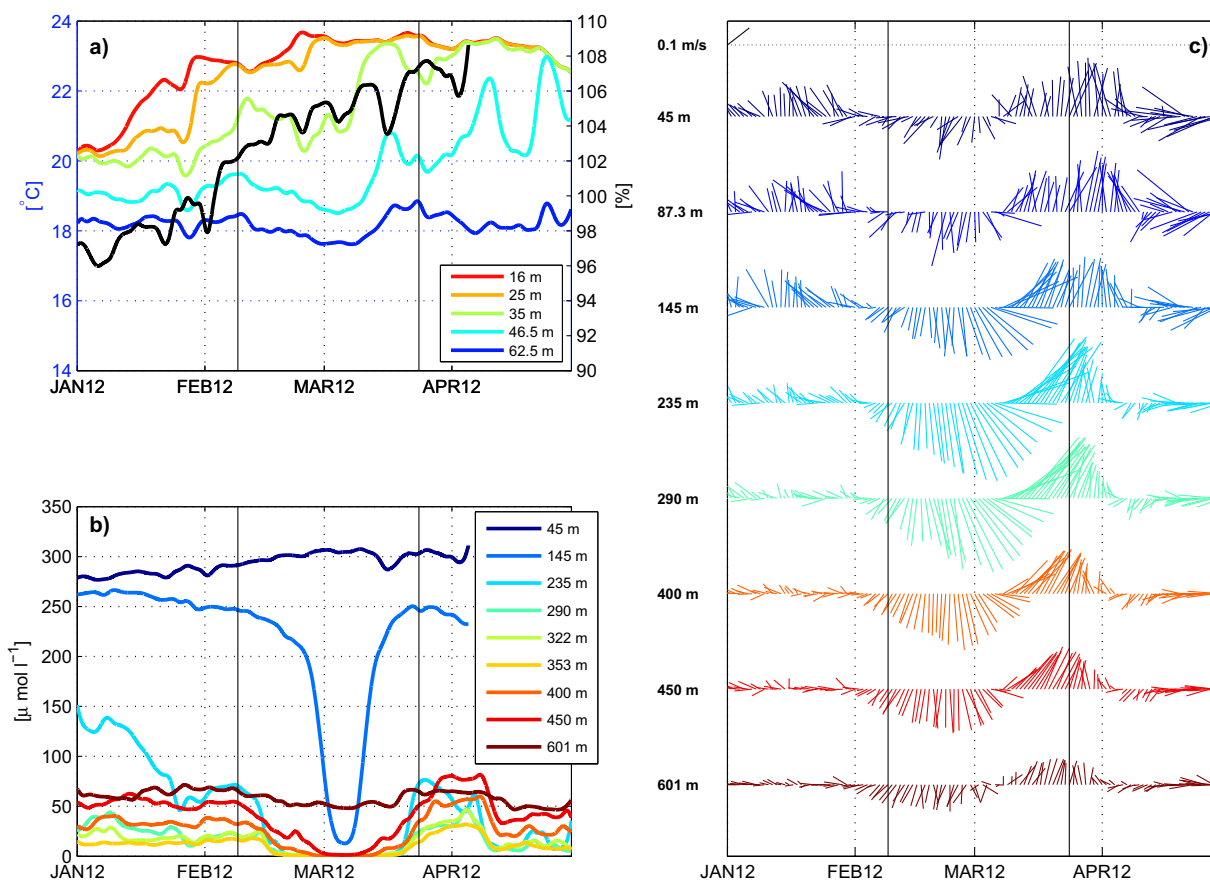 a)
24
22
20
18
16
14
[°C]
110
108
106
104
102
100
98
96
94
92
90
[%]
16 m
25 m
35 m
46.5 m
62.5 m
JAN12 FEB12 MAR12 APR12
b)
350
300
250
200
150
100
50
0
[µ mol l⁻¹]
45 m
145 m
235 m
290 m
322 m
353 m
400 m
450 m
601 m
JAN12 FEB12 MAR12 APR12
c)
0.1 m/s
45 m
87.3 m
145 m
235 m
290 m
400 m
450 m
601 m
JAN12 FEB12 MAR12 APR12